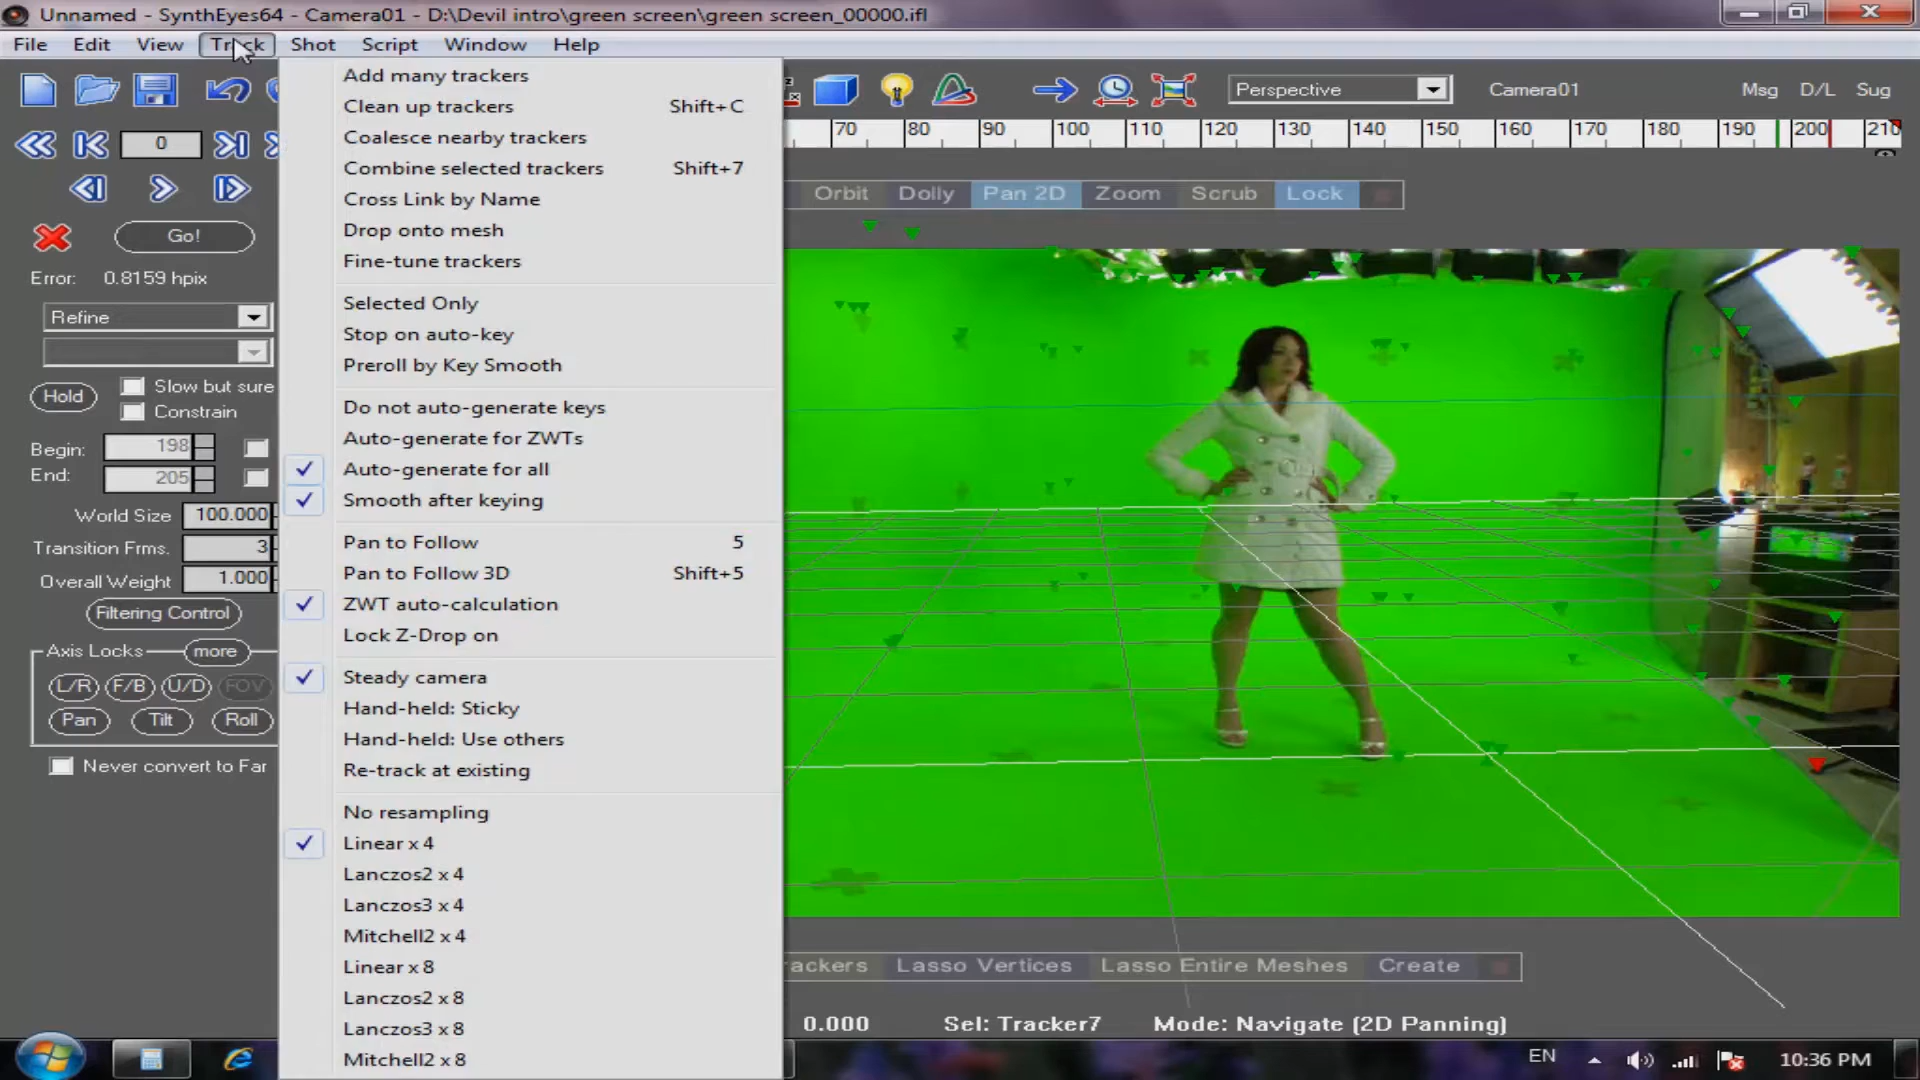 Unnamed - SynthEyes64 - Camera01 - D:\Devil intro\green screen\green screen_00000.ifl
File Edit View Track Shot Script Window Help
Perspective Camera01 Msg D/L Sug
0 70 80 90 100 110 120 130 140 150 160 170 180 190 200 210
Orbit Dolly Pan 2D Zoom Scrub Lock
Go!
Error: 0.8159 hpix
Refine
Hold Slow but sure
Constrain
Begin: 198
End: 205
World Size 100.000
Transition Frms. 3
Overall Weight 1.000
Filtering Control
Axis Locks more
L/R F/B U/D FOV
Pan Tilt Roll
Never convert to Far
Add many trackers
Clean up trackers Shift+C
Coalesce nearby trackers
Combine selected trackers Shift+7
Cross Link by Name
Drop onto mesh
Fine-tune trackers
Selected Only
Stop on auto-key
Preroll by Key Smooth
Do not auto-generate keys
Auto-generate for ZWTs
Auto-generate for all
Smooth after keying
Pan to Follow 5
Pan to Follow 3D Shift+5
ZWT auto-calculation
Lock Z-Drop on
Steady camera
Hand-held: Sticky
Hand-held: Use others
Re-track at existing
No resampling
Linear x 4
Lanczos2 x 4
Lanczos3 x 4
Mitchell2 x 4
Linear x 8
Lanczos2 x 8
Lanczos3 x 8
Mitchell2 x 8
rackers Lasso Vertices Lasso Entire Meshes Create
0.000 Sel: Tracker7 Mode: Navigate (2D Panning)
EN 10:36 PM